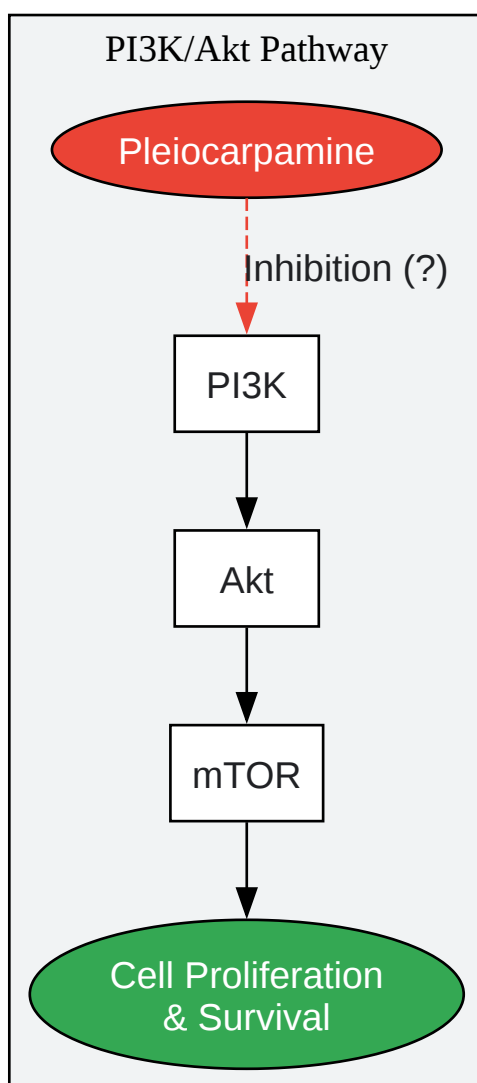 PI3K/Akt Pathway
Pleiocarpamine
Inhibition (?)
PI3K
Akt
mTOR
Cell Proliferation
& Survival